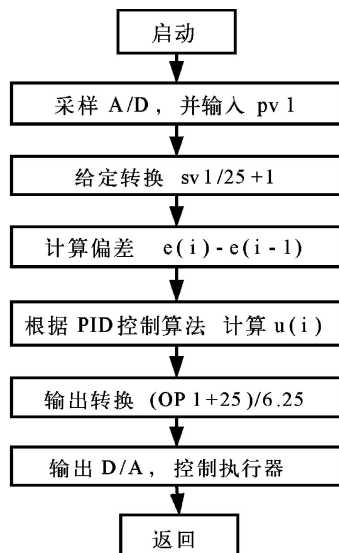 启动
采样 A/D，并输入 pv 1
给定转换 sv1/25+1
计算偏差 e(i)-e(i-1)
根据 PID控制算法 计算 u(i)
输出转换 (OP 1+25)/6.25
输出 D/A，控制执行器
返回